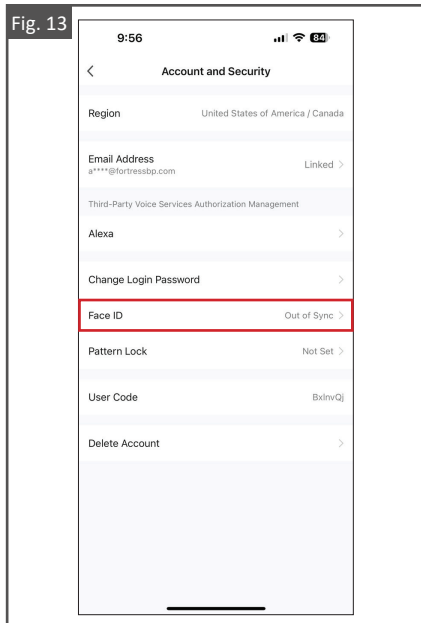 Fig. 13
9:56 84
Account and Security
Region United States of America / Canada
Email Address Linked
a****@fortressbp.com
Third-Party Voice Services Authorization Management
Alexa
Change Login Password
Face ID Out of Sync
Pattern Lock Not Set
User Code BxlnvQj
Delete Account